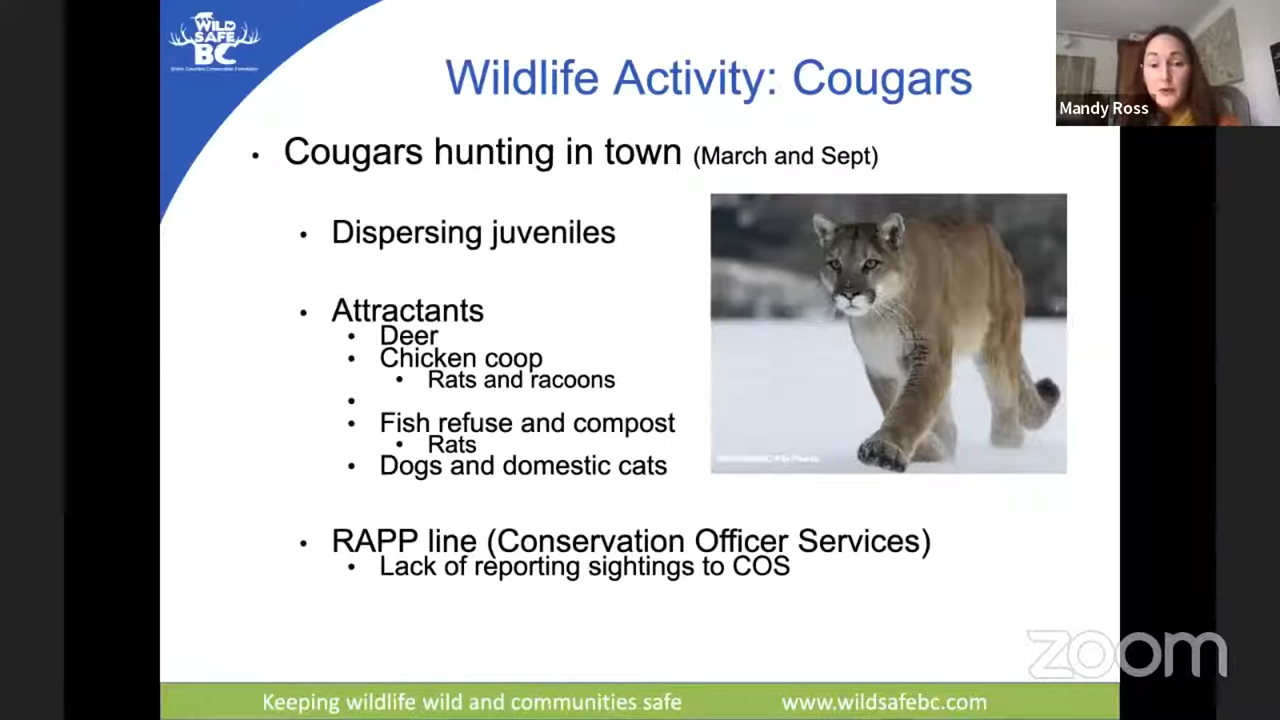 WILD
SAFE
BC
Wildlife Activity: Cougars
Mandy Ross
• Cougars hunting in town (March and Sept)
• Dispersing juveniles
• Attractants
• Deer
• Chicken coop
• Rats and racoons
•
• Fish refuse and compost
• Rats
• Dogs and domestic cats
• RAPP line (Conservation Officer Services)
• Lack of reporting sightings to COS
zoom
Keeping wildlife wild and communities safe www.wildsafebc.com